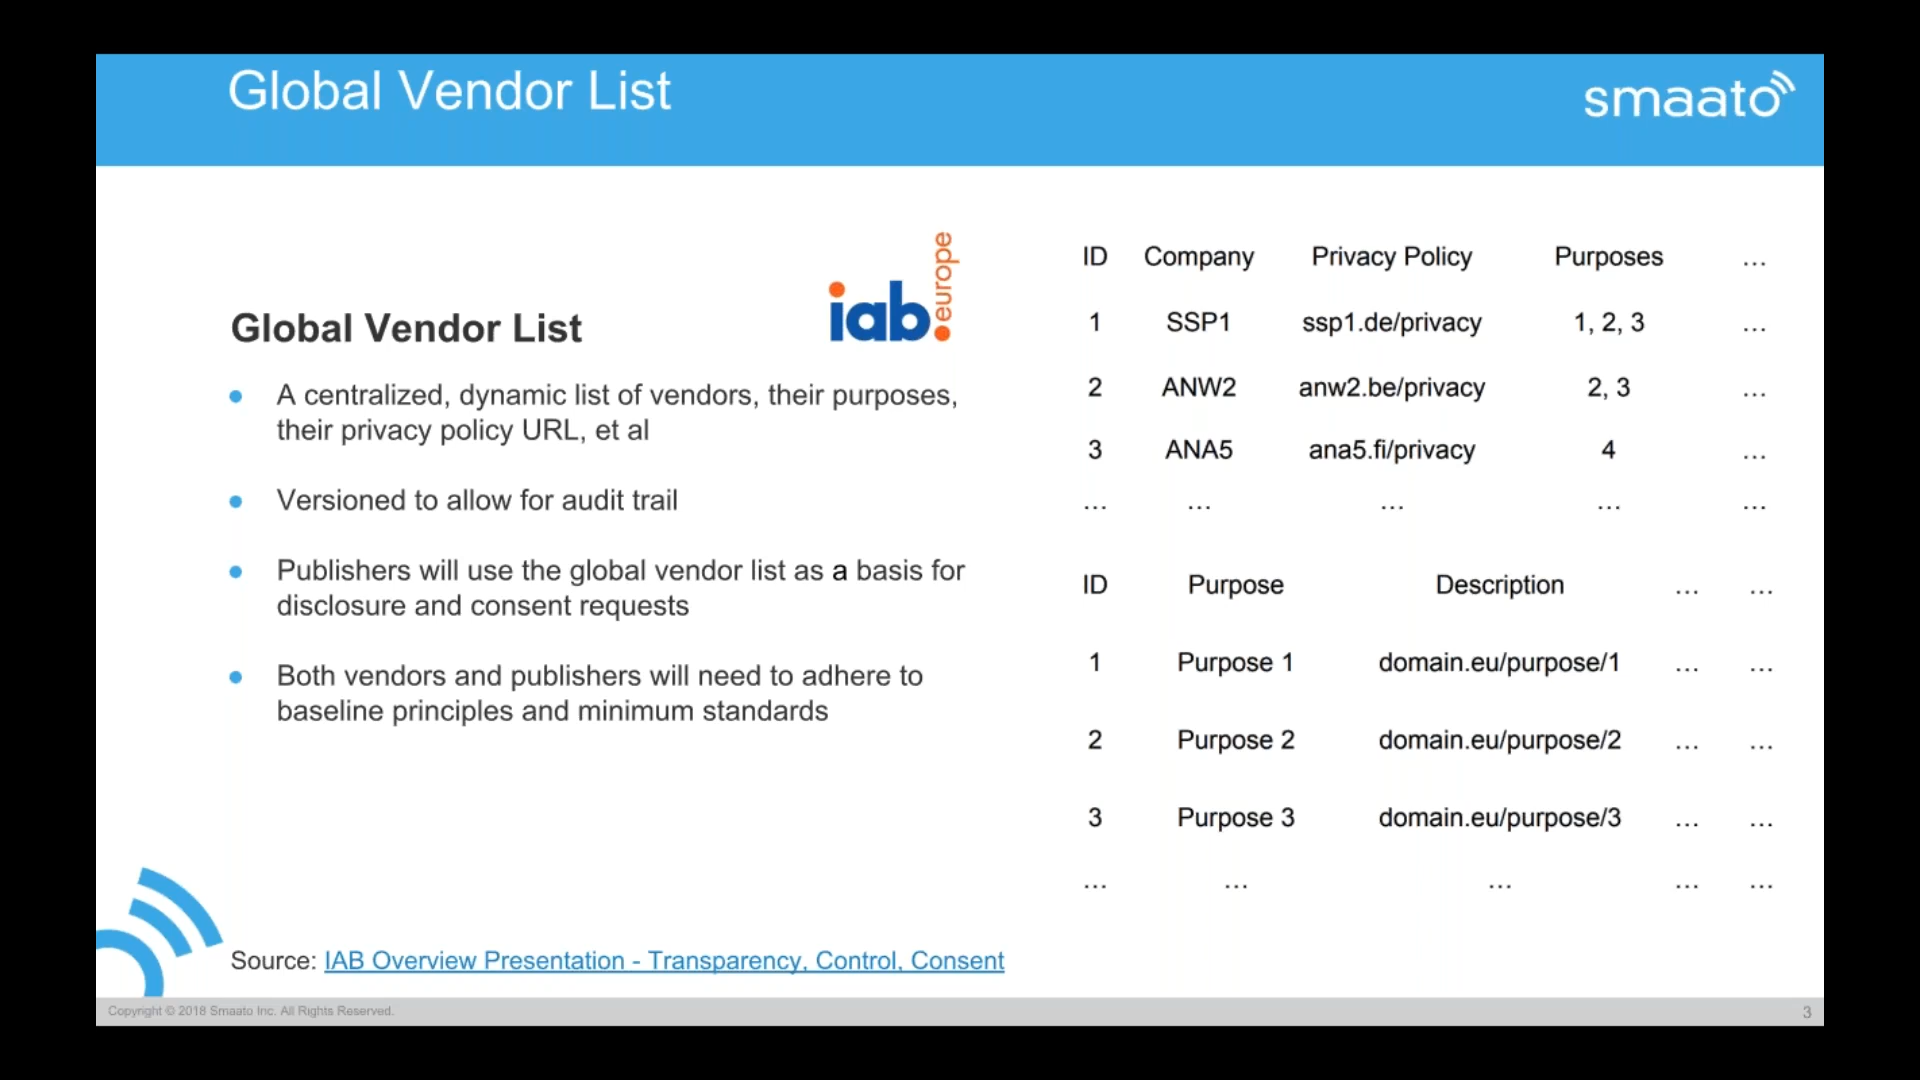 Global Vendor List
smaato
iab.europe
Global Vendor List
● A centralized, dynamic list of vendors, their purposes,
their privacy policy URL, et al
● Versioned to allow for audit trail
● Publishers will use the global vendor list as a basis for
disclosure and consent requests
● Both vendors and publishers will need to adhere to
baseline principles and minimum standards
ID Company Privacy Policy Purposes ...
1 SSP1 ssp1.de/privacy 1, 2, 3 ...
2 ANW2 anw2.be/privacy 2, 3 ...
3 ANA5 ana5.fi/privacy 4 ...
... ... ... ... ...
ID Purpose Description ... ...
1 Purpose 1 domain.eu/purpose/1 ... ...
2 Purpose 2 domain.eu/purpose/2 ... ...
3 Purpose 3 domain.eu/purpose/3 ... ...
... ... ... ... ...
Source: IAB Overview Presentation - Transparency, Control, Consent
Copyright © 2018 Smaato Inc. All Rights Reserved.
3